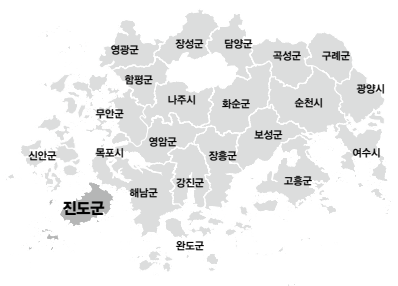 영광군
장성군
담양군
곡성군
구례군
함평군
나주시
화순군
순천시
광양시
무안군
영암군
보성군
신안군
목포시
장흥군
여수시
해남군
강진군
고흥군
진도군
완도군